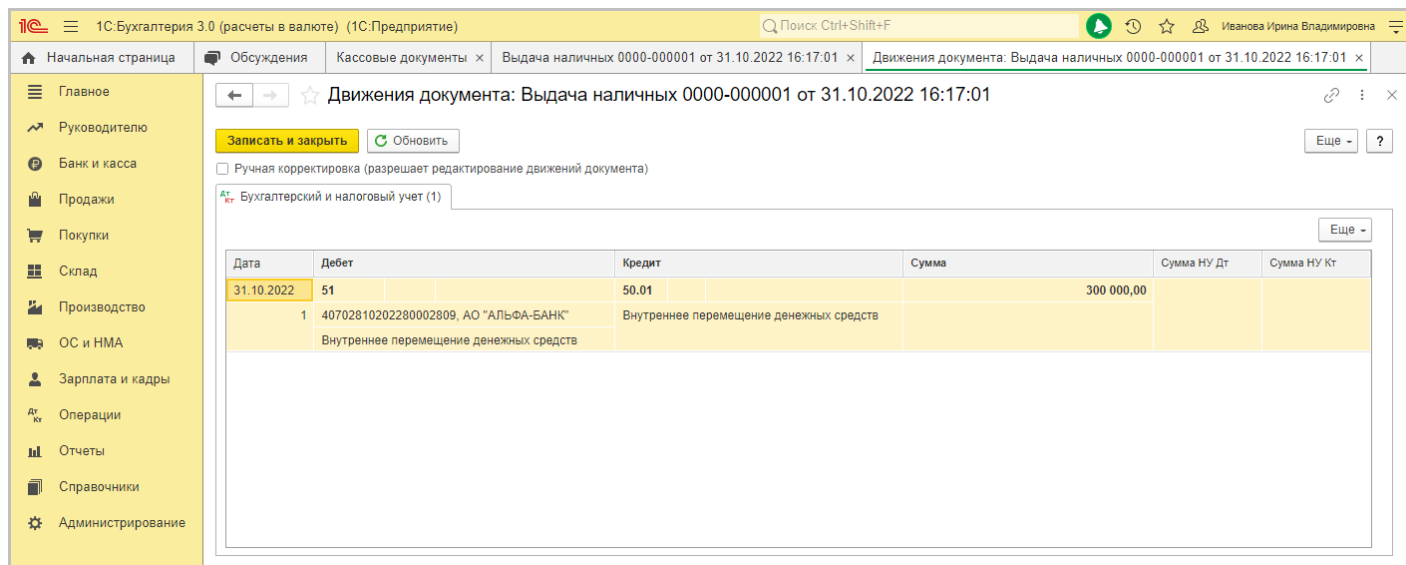 1С:Бухгалтерия 3.0 (расчеты в валюте) (1С:Предприятие) Поиск Ctrl+Shift+F Иванова Ирина Владимировна
Начальная страница Обсуждения Кассовые документы × Выдача наличных 0000-000001 от 31.10.2022 16:17:01 × Движения документа: Выдача наличных 0000-000001 от 31.10.2022 16:17:01 ×
Главное
Руководителю
Банк и касса
Продажи
Покупки
Склад
Производство
ОС и НМА
Зарплата и кадры
Операции
Отчеты
Справочники
Администрирование
Движения документа: Выдача наличных 0000-000001 от 31.10.2022 16:17:01
Записать и закрыть Обновить Еще ?
Ручная корректировка (разрешает редактирование движений документа)
Дт Кт Бухгалтерский и налоговый учет (1)
Еще
Дата Дебет Кредит Сумма Сумма НУ Дт Сумма НУ Кт
31.10.2022 51 50.01 300 000,00
1 40702810202280002809, АО "АЛЬФА-БАНК" Внутреннее перемещение денежных средств
Внутреннее перемещение денежных средств